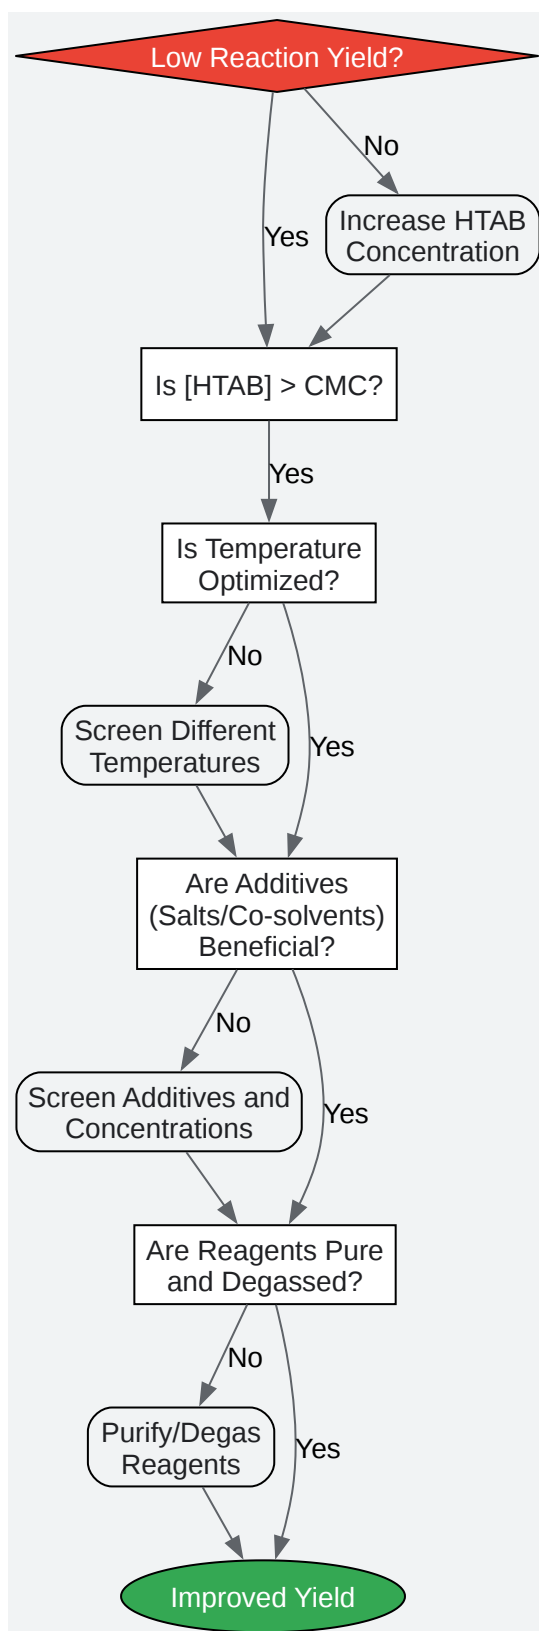 Low Reaction Yield?
No
Increase HTAB
Concentration
Yes
Is [HTAB] > CMC?
Yes
Is Temperature
Optimized?
No
Screen Different
Temperatures
Yes
Are Additives
(Salts/Co-solvents)
Beneficial?
No
Screen Additives and
Concentrations
Yes
Are Reagents Pure
and Degassed?
No
Purify/Degas
Reagents
Yes
Improved Yield